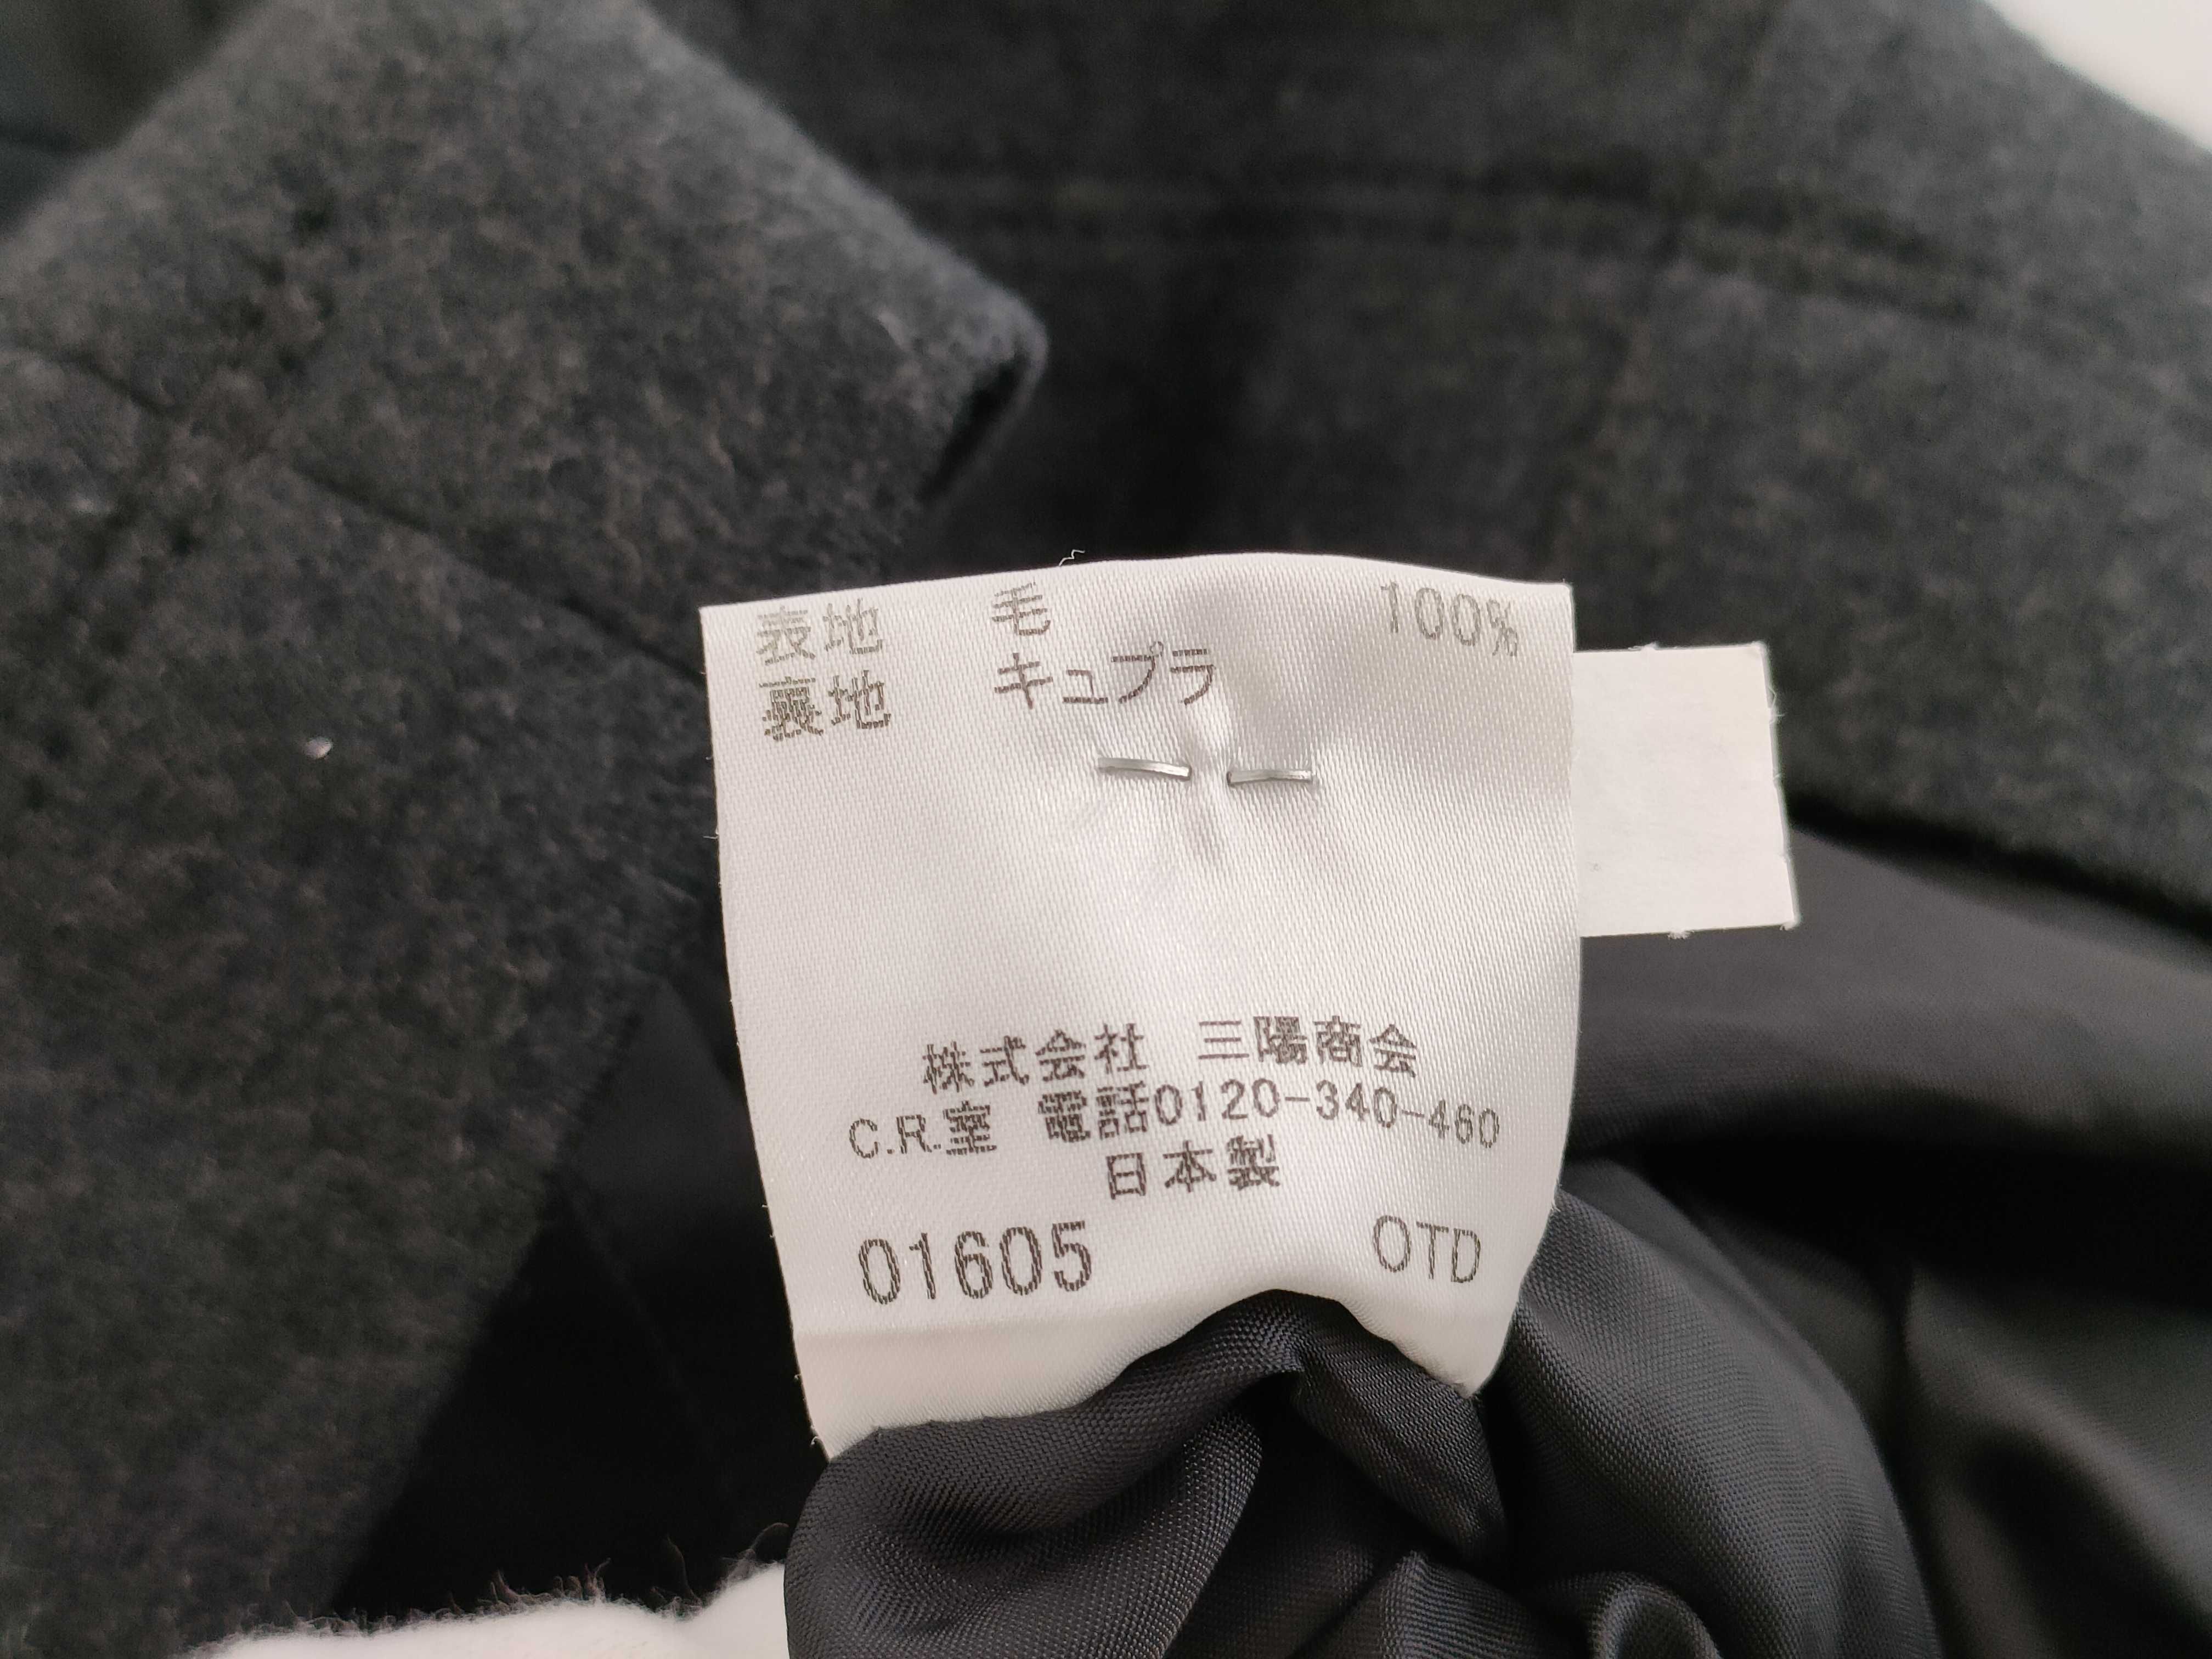 表地 毛 100%
裏地 キュプラ
株式会社 三陽商会
C.R.室 電話0120-340-460
日本製
01605 OTD